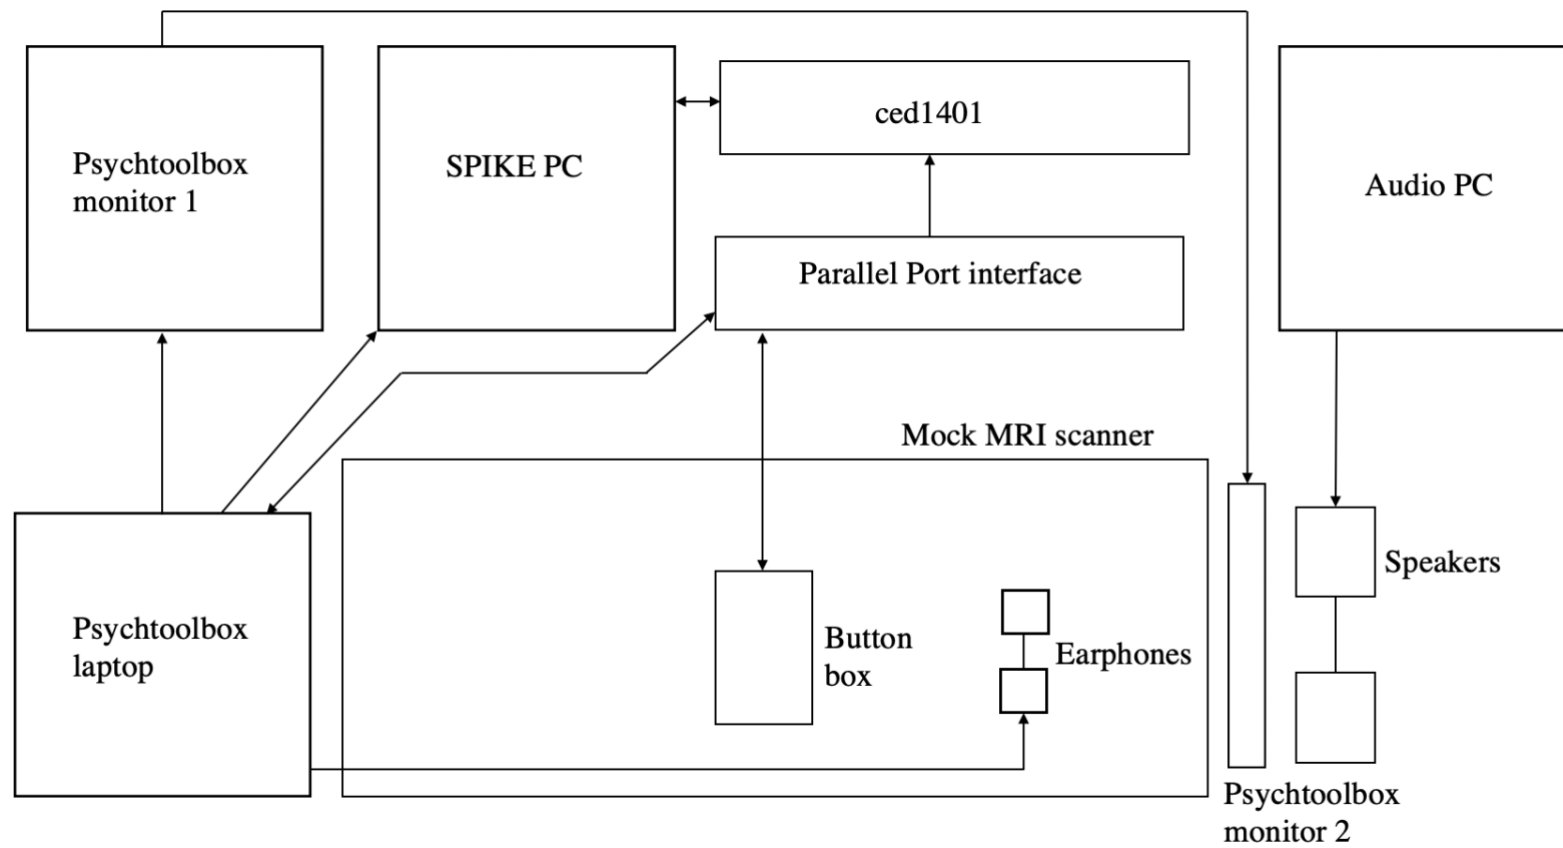 Psychtoolbox
monitor 1
SPIKE PC
ced1401
Audio PC
Parallel Port interface
Mock MRI scanner
Psychtoolbox
laptop
Button
box
Earphones
Speakers
Psychtoolbox
monitor 2